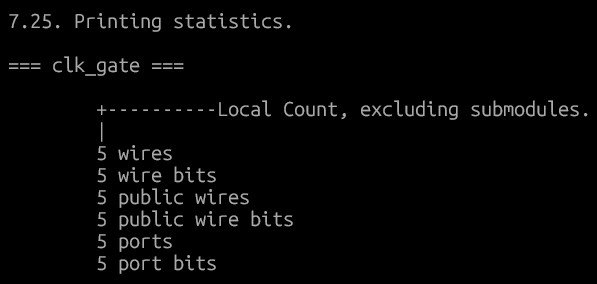 7.25. Printing statistics.
=== clk_gate ===
+----------Local Count, excluding submodules.
|
5 wires
5 wire bits
5 public wires
5 public wire bits
5 ports
5 port bits